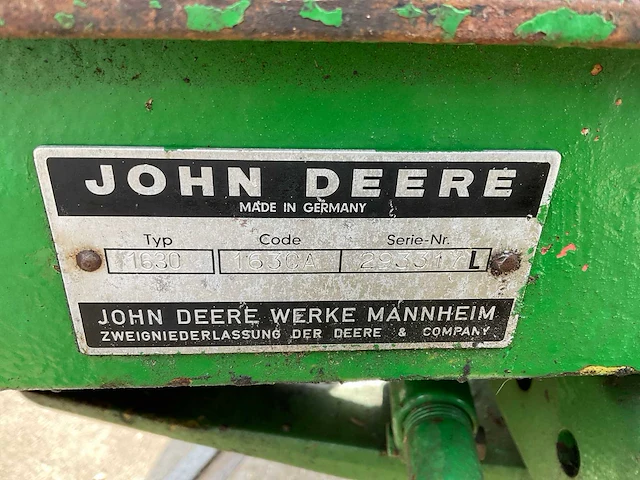 JOHN DEERE
MADE IN GERMANY
Typ Code Serie-Nr.
1630 1630A 293317 L
JOHN DEERE WERKE MANNHEIM
ZWEIGNIEDERLASSUNG DER DEERE & COMPANY